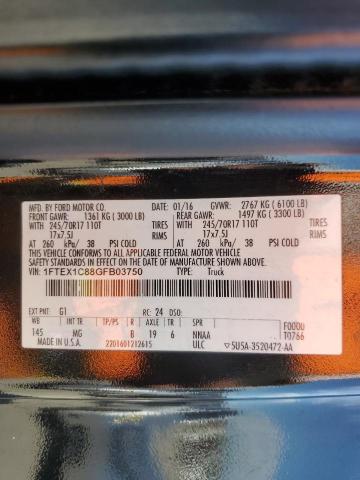 MFD. BY FORD MOTOR CO.
DATE: 01/16 GVWR: 2767 KG (6100 LB)
FRONT GAWR: 1361 KG (3000 LB) REAR GAWR: 1497 KG (3300 LB)
245/70R17 110T TIRES 245/70R17 110T TIRES
17x7.5J RIMS 17x7.5J RIMS
AT 260 kPa/ 38 PSI COLD AT 260 kPa/ 38 PSI COLD
THIS VEHICLE CONFORMS TO ALL APPLICABLE FEDERAL MOTOR VEHICLE
SAFETY STANDARDS IN EFFECT ON THE DATE OF MANUFACTURE SHOWN ABOVE.
VIN: 1FTEX1C88GFB03750 TYPE: Truck
EXT PNT: G1 RC: 24 DSO:
WB INT TR TP/PS R AXLE TR SPR F0000
145 MG 8 19 6 NNAA T0766
MADE IN U.S.A. 2201601212615 ULC 5U5A-3520472-AA